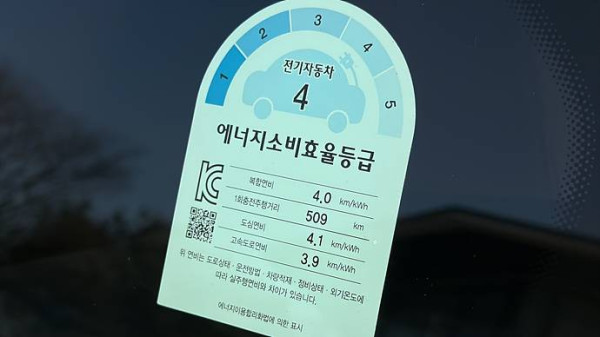 1 2 3 4 5
전기자동차
4
에너지소비효율등급
복합연비 4.0 km/kWh
1회충전주행거리 509 km
도심연비 4.1 km/kWh
고속도로연비 3.9 km/kWh
위 연비는 도로상태·운전방법·차량적재·정비상태·외기온도에
따라 실주행연비와 차이가 있습니다.
에너지이용합리화법에 의한 표시